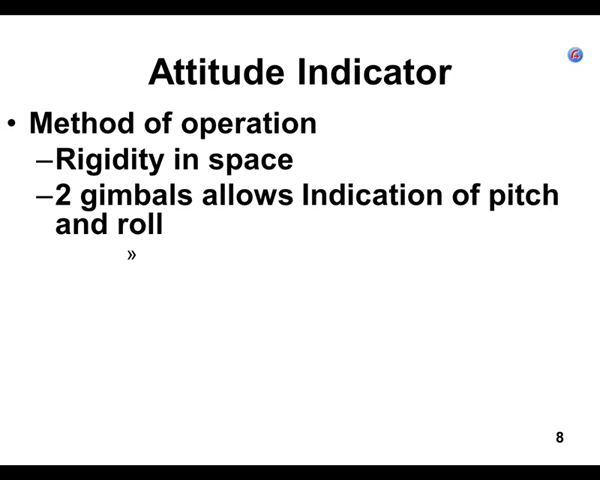 Attitude Indicator
• Method of operation
–Rigidity in space
–2 gimbals allows Indication of pitch
and roll
»
8